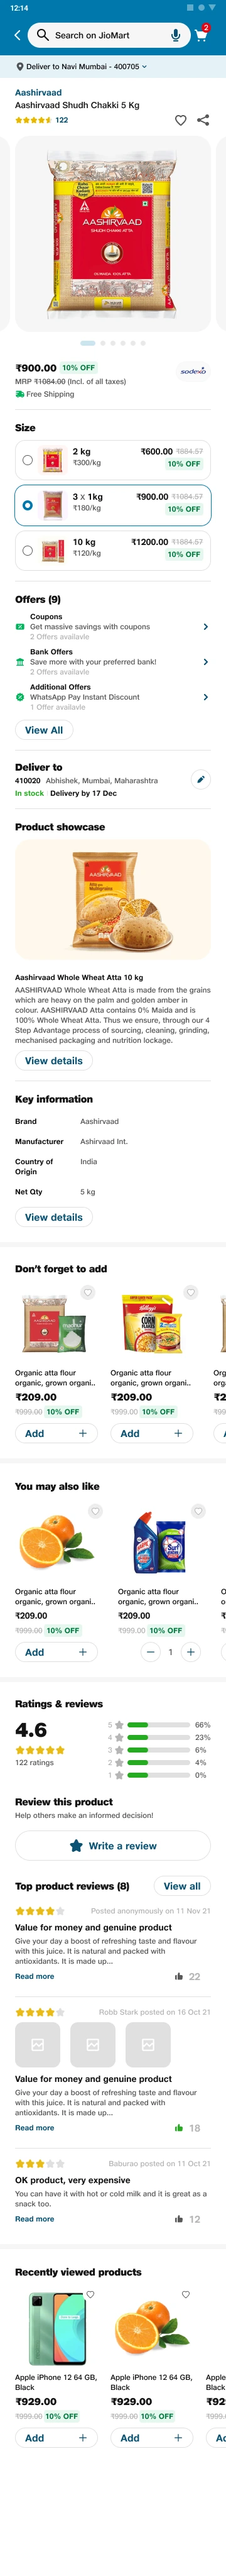 12:14
Search on JioMart
2
Deliver to Navi Mumbai - 400705
Aashirvaad
Aashirvaad Shudh Chakki 5 Kg
122
AASHIRVAAD
SHUDH CHAKKI ATTA
0% MAIDA 100% ATTA
₹900.00 10% OFF
sodexo
MRP ₹1084.00 (Incl. of all taxes)
Free Shipping
Size
2 kg ₹600.00 ₹884.57
₹300/kg 10% OFF
3 X 1kg ₹900.00 ₹1084.57
₹180/kg 10% OFF
10 kg ₹1200.00 ₹1884.57
₹120/kg 10% OFF
Offers (9)
Coupons
Get massive savings with coupons
2 Offers availavle
Bank Offers
Save more with your preferred bank!
2 Offers availavle
Additional Offers
WhatsApp Pay Instant Discount
1 Offer availavle
View All
Deliver to
410020 Abhishek, Mumbai, Maharashtra
In stock Delivery by 17 Dec
Product showcase
AASHIRVAAD
Aashirvaad Whole Wheat Atta 10 kg
AASHIRVAAD Whole Wheat Atta is made from the grains
which are heavy on the palm and golden amber in
colour. AASHIRVAAD Atta contains 0% Maida and is
100% Whole Wheat Atta. Thus we ensure, through our 4
Step Advantage process of sourcing, cleaning, grinding,
mechanised packaging and nutrition lockage.
View details
Key information
Brand Aashirvaad
Manufacturer Ashirvaad Int.
Country of Origin India
Net Qty 5 kg
View details
Don't forget to add
Organic atta flour
organic, grown organi..
₹209.00
₹999.00 10% OFF
Add +
Organic atta flour
organic, grown organi..
₹209.00
₹999.00 10% OFF
Add +
You may also like
Organic atta flour
organic, grown organi..
₹209.00
₹999.00 10% OFF
Add +
Organic atta flour
organic, grown organi..
₹209.00
₹999.00 10% OFF
— 1 +
Ratings & reviews
4.6
122 ratings
5 66%
4 23%
3 6%
2 4%
1 0%
Review this product
Help others make an informed decision!
Write a review
Top product reviews (8)
View all
Posted anonymously on 11 Nov 21
Value for money and genuine product
Give your day a boost of refreshing taste and flavour
with this juice. It is natural and packed with
antioxidants. It is made up...
Read more 22
Robb Stark posted on 16 Oct 21
Value for money and genuine product
Give your day a boost of refreshing taste and flavour
with this juice. It is natural and packed with
antioxidants. It is made up...
Read more 18
Baburao posted on 11 Oct 21
OK product, very expensive
You can have it with hot or cold milk and it is great as a
snack too.
Read more 12
Recently viewed products
Apple iPhone 12 64 GB,
Black
₹929.00
₹999.00 10% OFF
Add +
Apple iPhone 12 64 GB,
Black
₹929.00
₹999.00 10% OFF
Add +